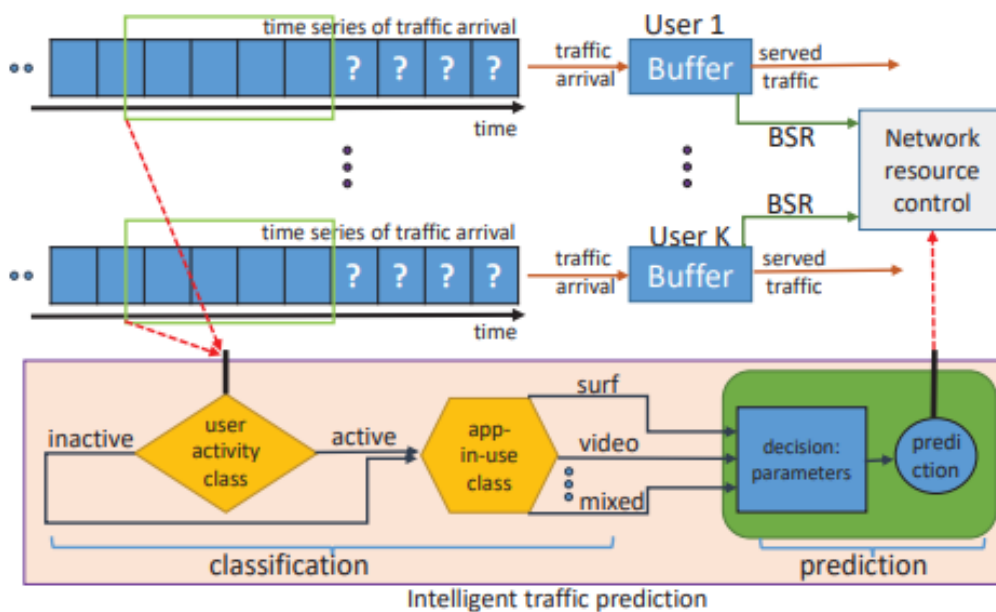 time series of traffic arrival
? ? ? ?
time
traffic
arrival
User 1
Buffer
served
traffic
BSR
Network
resource
control
BSR
time series of traffic arrival
? ? ? ?
time
traffic
arrival
User K
Buffer
served
traffic
inactive
user
activity
class
active
app-
in-use
class
surf
video
mixed
decision:
parameters
predi
ction
classification
prediction
Intelligent traffic prediction